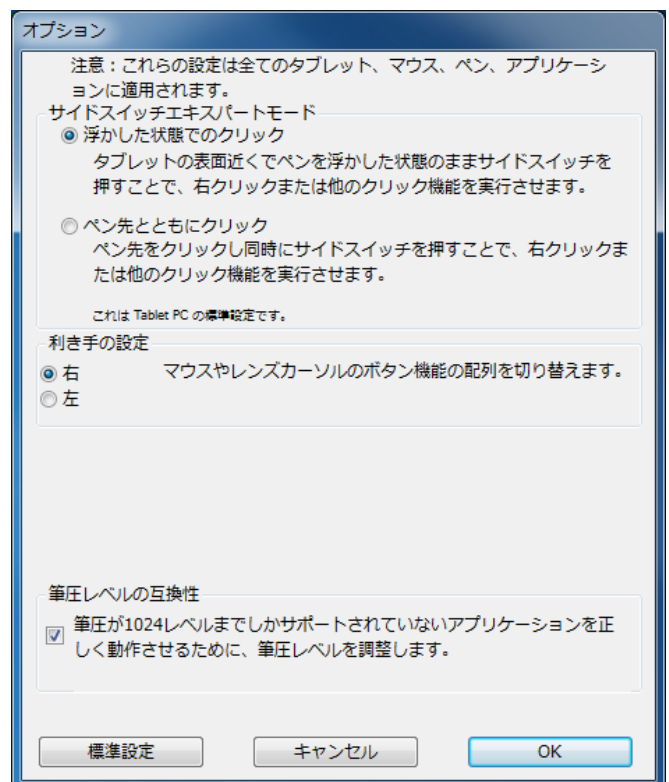 オプション
注意：これらの設定は全てのタブレット、マウス、ペン、アプリケーシ
ョンに適用されます。
サイドスイッチエキスパートモード
浮かした状態でのクリック
タブレットの表面近くでペンを浮かした状態のままサイドスイッチを
押すことで、右クリックまたは他のクリック機能を実行させます。
ペン先とともにクリック
ペン先をクリックし同時にサイドスイッチを押すことで、右クリックま
たは他のクリック機能を実行させます。
これは Tablet PC の標準設定です。
利き手の設定
右 マウスやレンズカーソルのボタン機能の配列を切り替えます。
左
筆圧レベルの互換性
筆圧が1024レベルまでしかサポートされていないアプリケーションを正
しく動作させるために、筆圧レベルを調整します。
標準設定 キャンセル OK